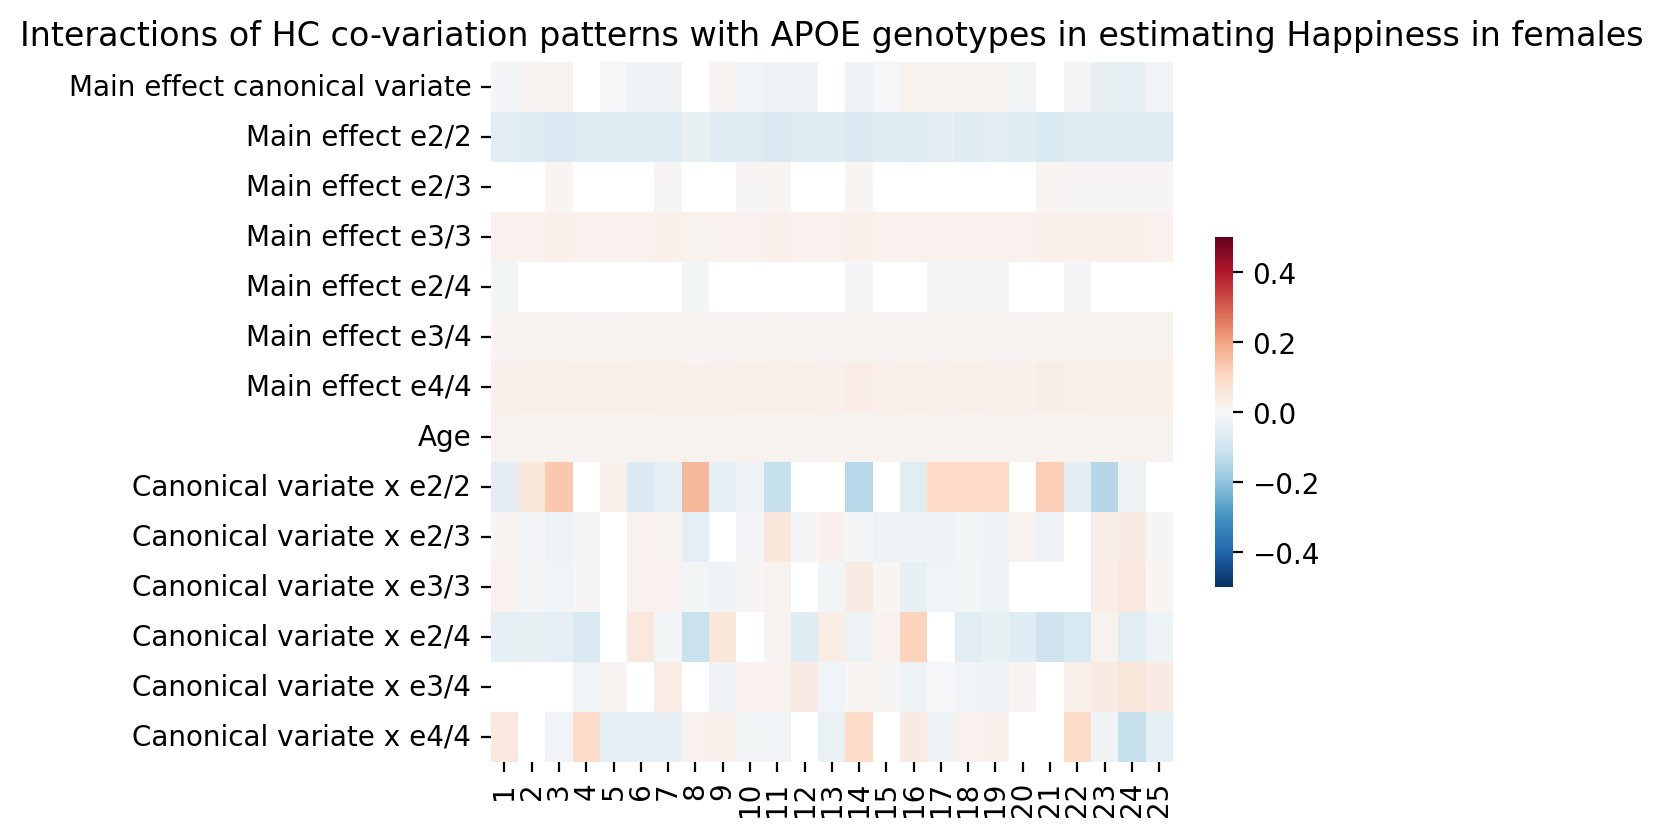 Interactions of HC co-variation patterns with APOE genotypes in estimating Happiness in females
Main effect canonical variate
Main effect e2/2
Main effect e2/3
Main effect e3/3
Main effect e2/4
Main effect e3/4
Main effect e4/4
Age
Canonical variate x e2/2
Canonical variate x e2/3
Canonical variate x e3/3
Canonical variate x e2/4
Canonical variate x e3/4
Canonical variate x e4/4
1 2 3 4 5 6 7 8 9 10 11 12 13 14 15 16 17 18 19 20 21 22 23 24 25
0.4
0.2
0.0
−0.2
−0.4